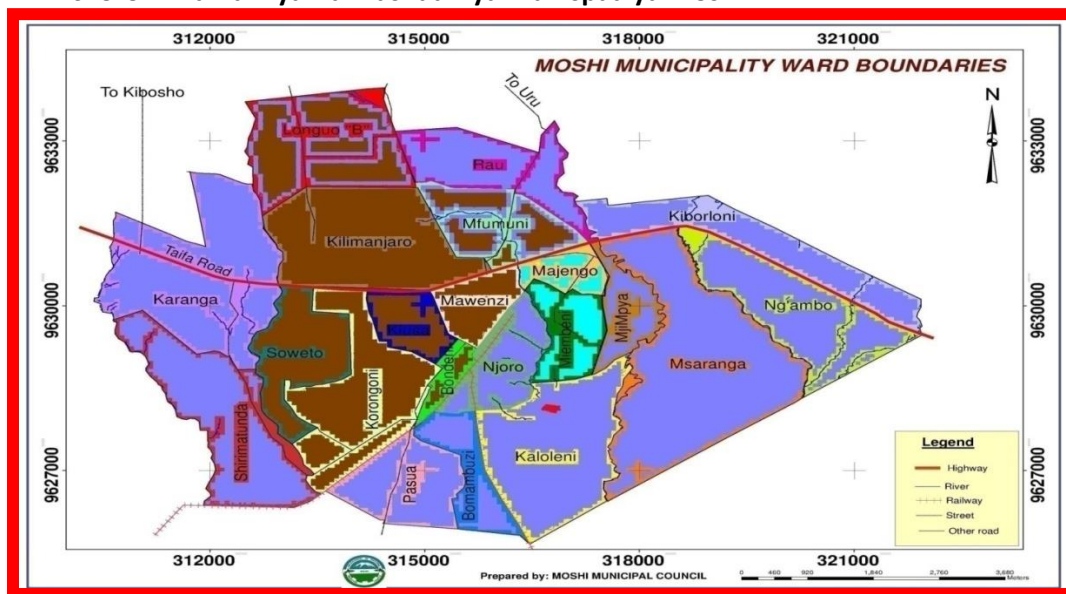 312000 315000 318000 321000
MOSHI MUNICIPALITY WARD BOUNDARIES
To Kibosho
To Uru
N
9633000
9633000
Longuo "B"
Rau
Kiborloni
Mfumuni
Kilimanjaro
Taifa Road
Majengo
Karanga
Mawenzi
Ng'ambo
9630000
9630000
MjiMpya
Miembeni
Soweto
Njoro
Msaranga
Korongoni
Shirimatunda
Kaloleni
Pasua
Bomambuzi
9627000
9627000
Legend
Highway
River
Railway
Street
Other road
312000 315000 318000 321000
Prepared by: MOSHI MUNICIPAL COUNCIL
0 460 920 1,840 2,760 3,680
Meters